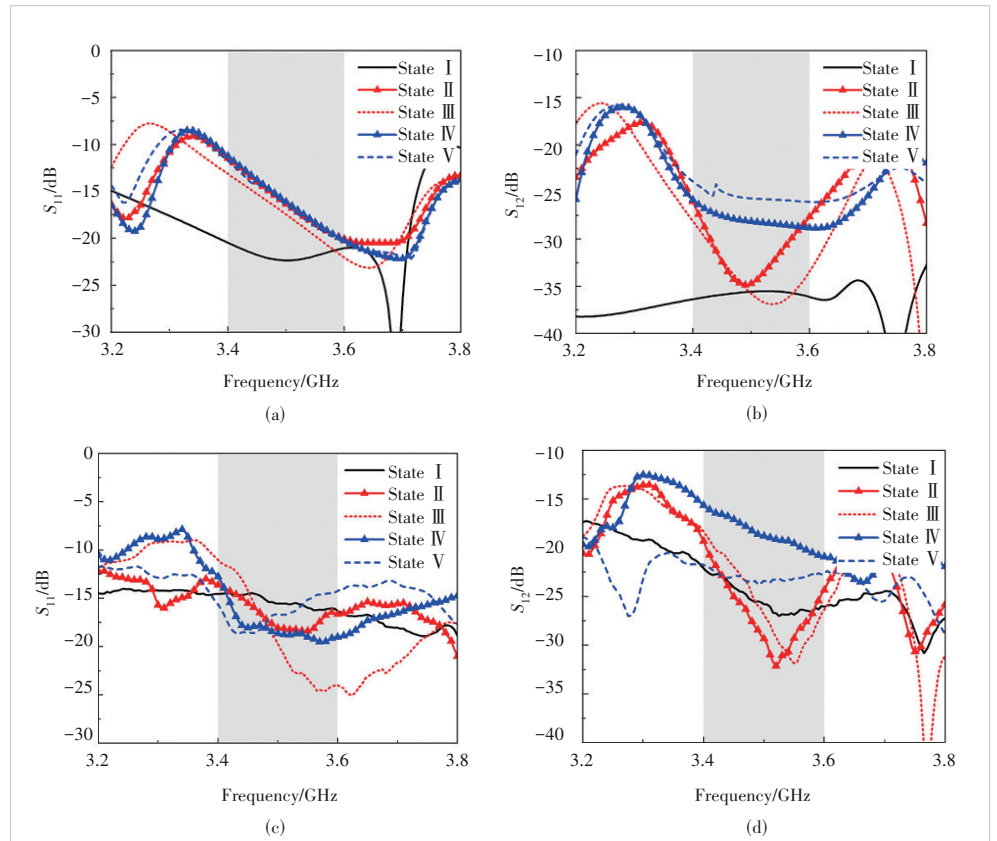 0
−5
−10
−15
−20
−25
−30
S11/dB
3.2
3.4
3.6
3.8
Frequency/GHz
State Ⅰ
State Ⅱ
State Ⅲ
State Ⅳ
State Ⅴ
(a)
−10
−15
−20
−25
−30
−35
−40
S12/dB
3.2
3.4
3.6
3.8
Frequency/GHz
State Ⅰ
State Ⅱ
State Ⅲ
State Ⅳ
State Ⅴ
(b)
0
−5
−10
−15
−20
−25
−30
S11/dB
3.2
3.4
3.6
3.8
Frequency/GHz
State Ⅰ
State Ⅱ
State Ⅲ
State Ⅳ
State Ⅴ
(c)
−10
−15
−20
−25
−30
−35
−40
S12/dB
3.2
3.4
3.6
3.8
Frequency/GHz
State Ⅰ
State Ⅱ
State Ⅲ
State Ⅳ
State Ⅴ
(d)